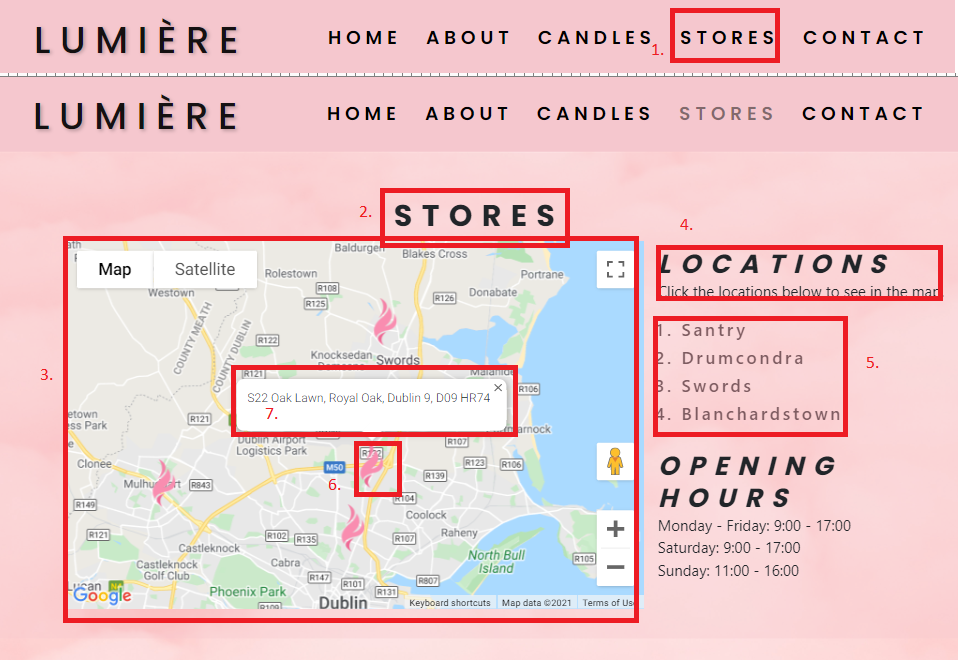 LUMIÈRE HOME ABOUT CANDLES 1. STORES CONTACT
LUMIÈRE HOME ABOUT CANDLES STORES CONTACT
2. STORES
3.
Map Satellite
Baldurgen
Blakes Cross
Portrane
Rolestown
Westown
R108
R126
Donabate
R125
COUNTY MEATH
COUNTY DUBLIN
R122
Knocksedan
Swords
R121
Malahide
R106
S22 Oak Lawn, Royal Oak, Dublin 9, D09 HR74
7.
R121
Dublin Airport
Logistics Park
R107
Clonee
M50
R132
R123
R106
R139
6.
Mulhuddart
R843
R149
R104
Coolock
R121
R102
R135
R107
Raheny
Castleknock
Cabra
North Bull
Island
R105
Castleknock
Golf Club
R147
R101
R807
Phoenix Park
R131
R109
Dublin
Google
Keyboard shortcuts Map data ©2021 Terms of Use
4.
LOCATIONS
Click the locations below to see in the map.
5.
1. Santry
2. Drumcondra
3. Swords
4. Blanchardstown
OPENING
HOURS
Monday - Friday: 9:00 - 17:00
Saturday: 9:00 - 17:00
Sunday: 11:00 - 16:00